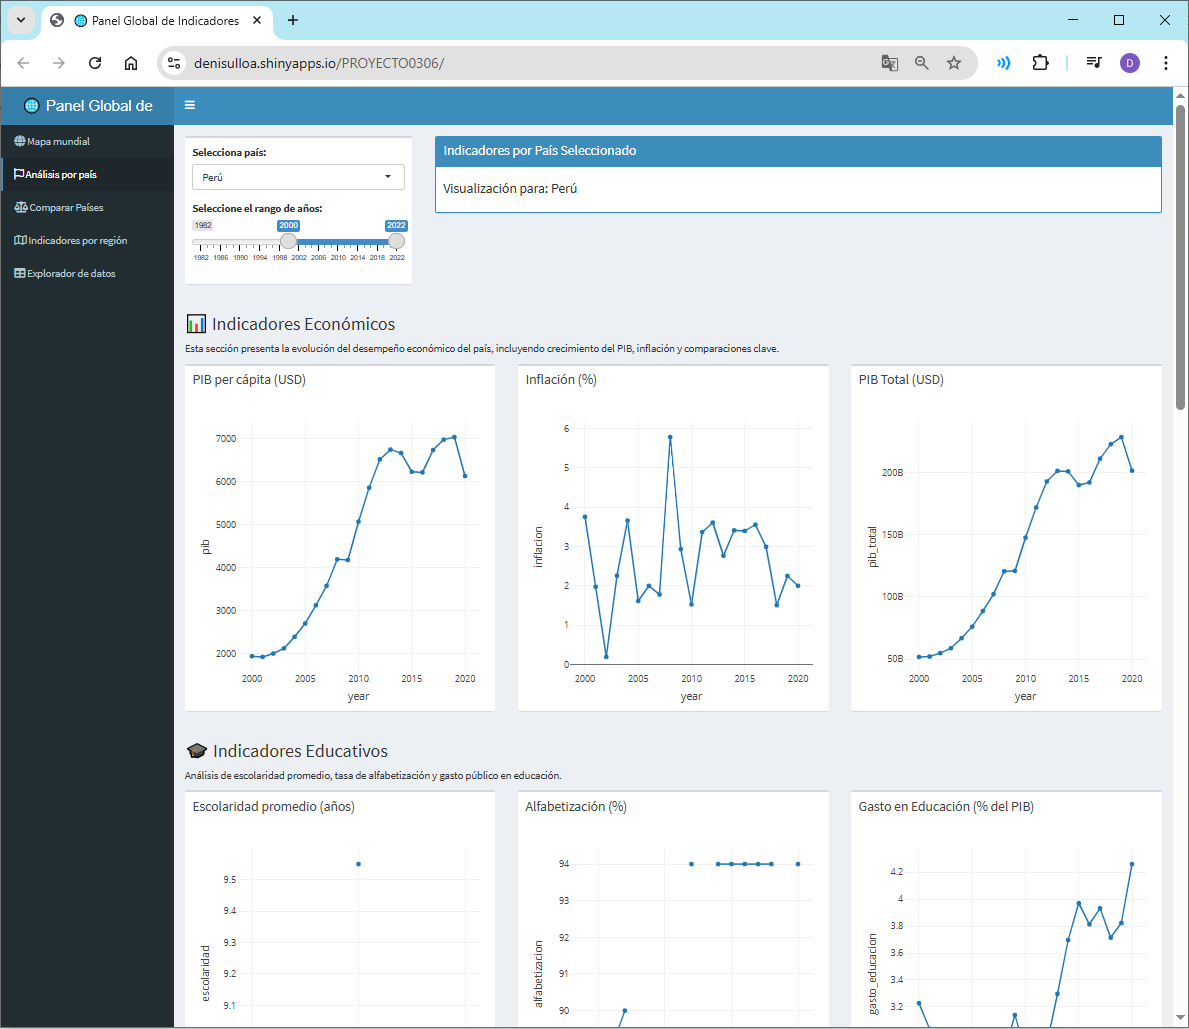 Panel Global de Indicadores
denisulloa.shinyapps.io/PROYECTO0306/
D
Panel Global de
Mapa mundial
Análisis por país
Comparar Países
Indicadores por región
Explorador de datos
Selecciona país:
Perú
Seleccione el rango de años:
1982 2000 2022
1982 1986 1990 1994 1998 2002 2006 2010 2014 2018 2022
Indicadores por País Seleccionado
Visualización para: Perú
Indicadores Económicos
Esta sección presenta la evolución del desempeño económico del país, incluyendo crecimiento del PIB, inflación y comparaciones clave.
PIB per cápita (USD)
7000
6000
5000
4000
3000
2000
pib
2000 2005 2010 2015 2020
year
Inflación (%)
6
5
4
3
2
1
0
inflacion
2000 2005 2010 2015 2020
year
PIB Total (USD)
200B
150B
100B
50B
pib_total
2000 2005 2010 2015 2020
year
Indicadores Educativos
Análisis de escolaridad promedio, tasa de alfabetización y gasto público en educación.
Escolaridad promedio (años)
9.5
9.4
9.3
9.2
9.1
escolaridad
Alfabetización (%)
94
93
92
91
90
alfabetizacion
Gasto en Educación (% del PIB)
4.2
4
3.8
3.6
3.4
3.2
gasto_educacion